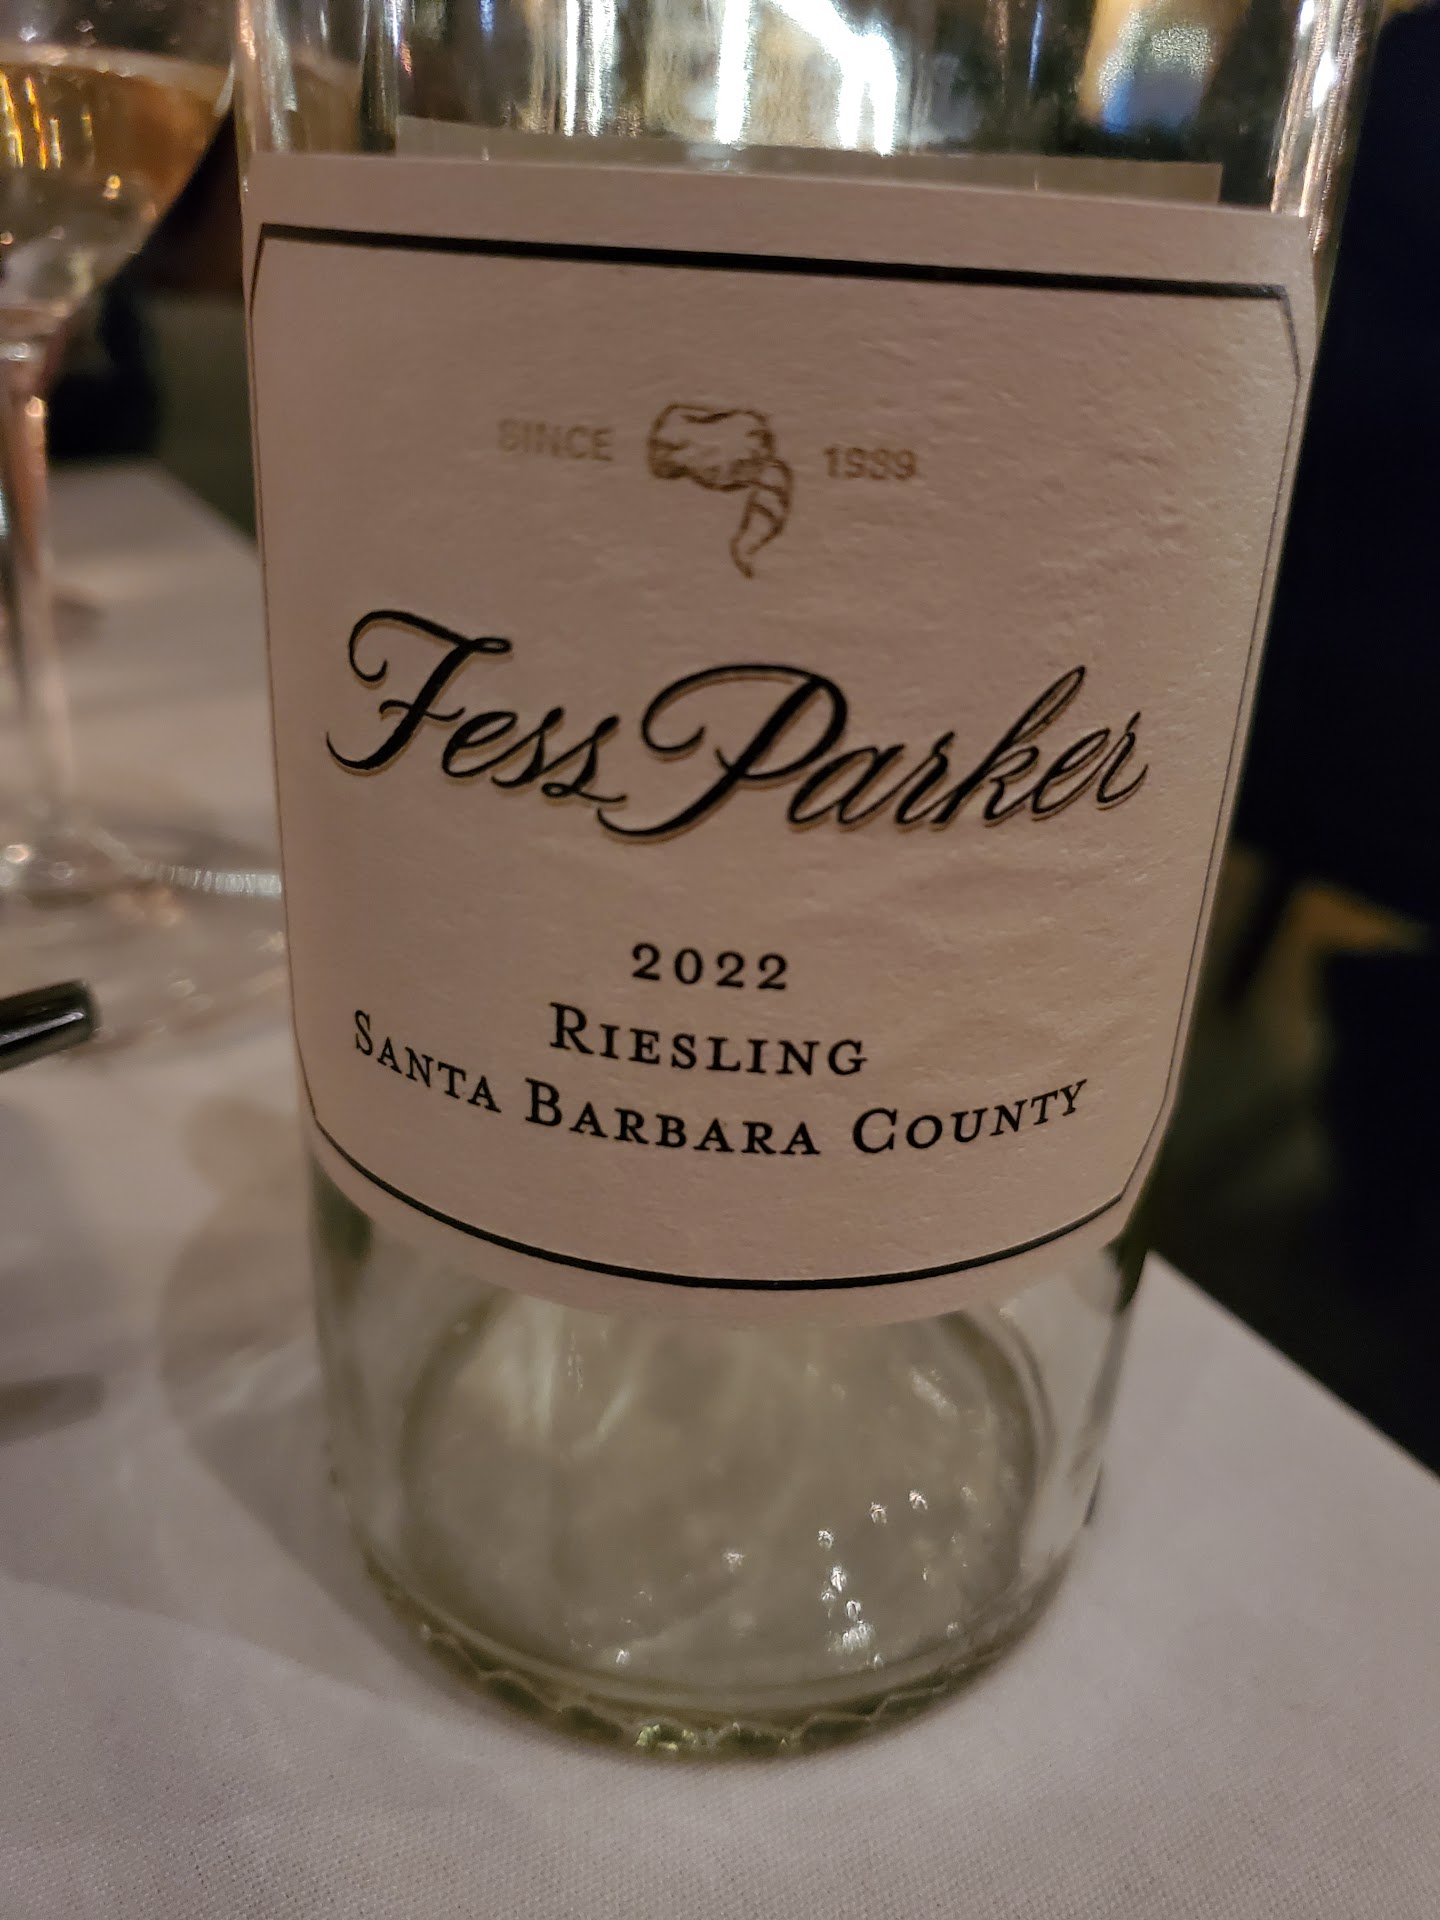 SINCE 1989
Fess Parker
2022
RIESLING
SANTA BARBARA COUNTY